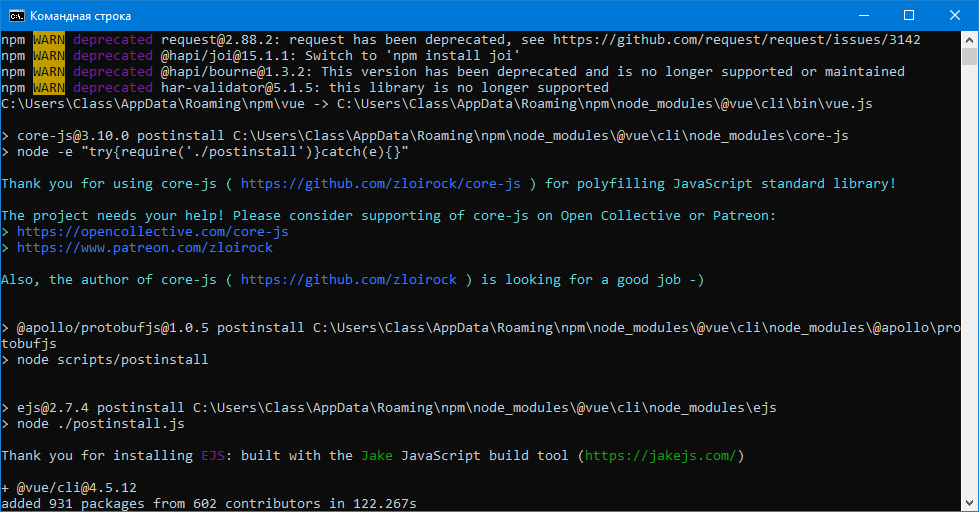 Командная строка
npm WARN deprecated request@2.88.2: request has been deprecated, see https://github.com/request/request/issues/3142
npm WARN deprecated @hapi/joi@15.1.1: Switch to 'npm install joi'
npm WARN deprecated @hapi/bourne@1.3.2: This version has been deprecated and is no longer supported or maintained
npm WARN deprecated har-validator@5.1.5: this library is no longer supported
C:\Users\Class\AppData\Roaming\npm\vue -> C:\Users\Class\AppData\Roaming\npm\node_modules\@vue\cli\bin\vue.js
> core-js@3.10.0 postinstall C:\Users\Class\AppData\Roaming\npm\node_modules\@vue\cli\node_modules\core-js
> node -e "try{require('./postinstall')}catch(e){}"
Thank you for using core-js ( https://github.com/zloirock/core-js ) for polyfilling JavaScript standard library!
The project needs your help! Please consider supporting of core-js on Open Collective or Patreon:
> https://opencollective.com/core-js
> https://www.patreon.com/zloirock
Also, the author of core-js ( https://github.com/zloirock ) is looking for a good job -)
> @apollo/protobufjs@1.0.5 postinstall C:\Users\Class\AppData\Roaming\npm\node_modules\@vue\cli\node_modules\@apollo\pro
tobufjs
> node scripts/postinstall
> ejs@2.7.4 postinstall C:\Users\Class\AppData\Roaming\npm\node_modules\@vue\cli\node_modules\ejs
> node ./postinstall.js
Thank you for installing EJS: built with the Jake JavaScript build tool (https://jakejs.com/)
+ @vue/cli@4.5.12
added 931 packages from 602 contributors in 122.267s